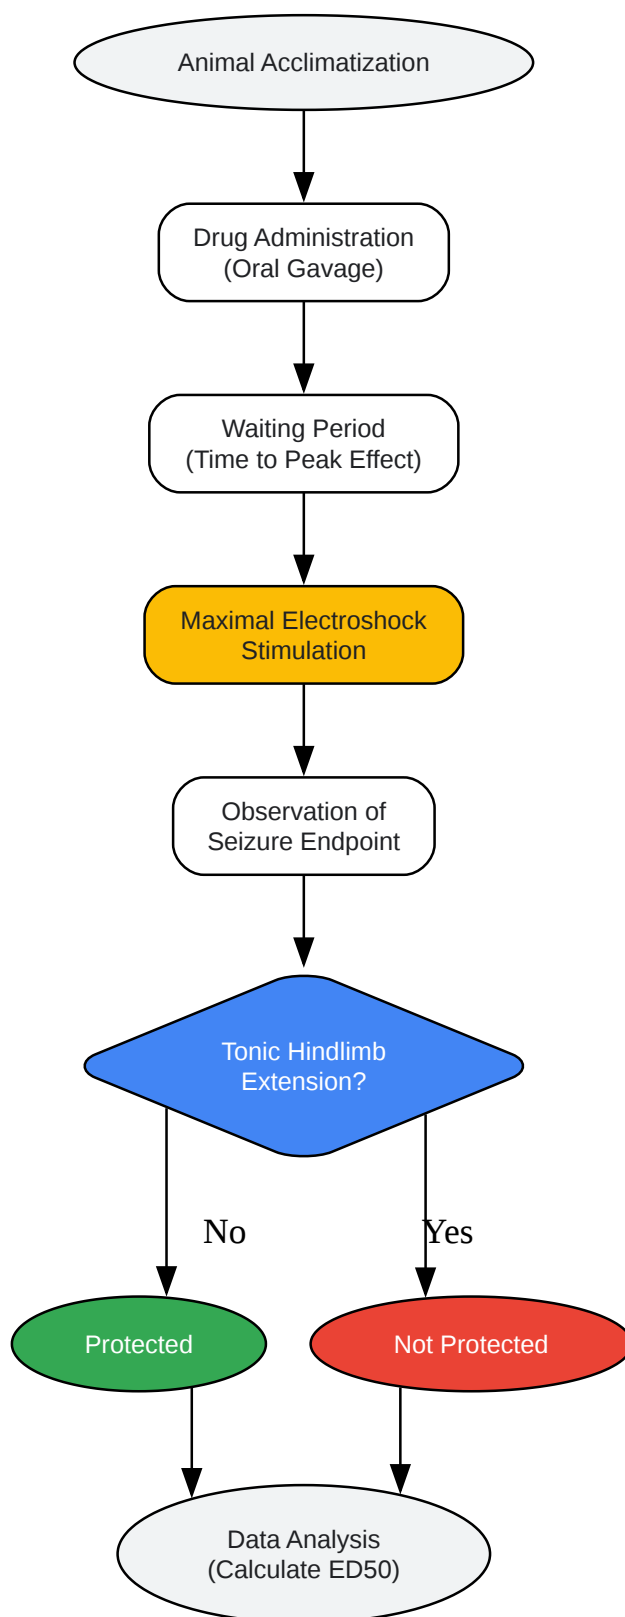 Animal Acclimatization
Drug Administration
(Oral Gavage)
Waiting Period
(Time to Peak Effect)
Maximal Electroshock
Stimulation
Observation of
Seizure Endpoint
Tonic Hindlimb
Extension?
No
Yes
Protected
Not Protected
Data Analysis
(Calculate ED50)